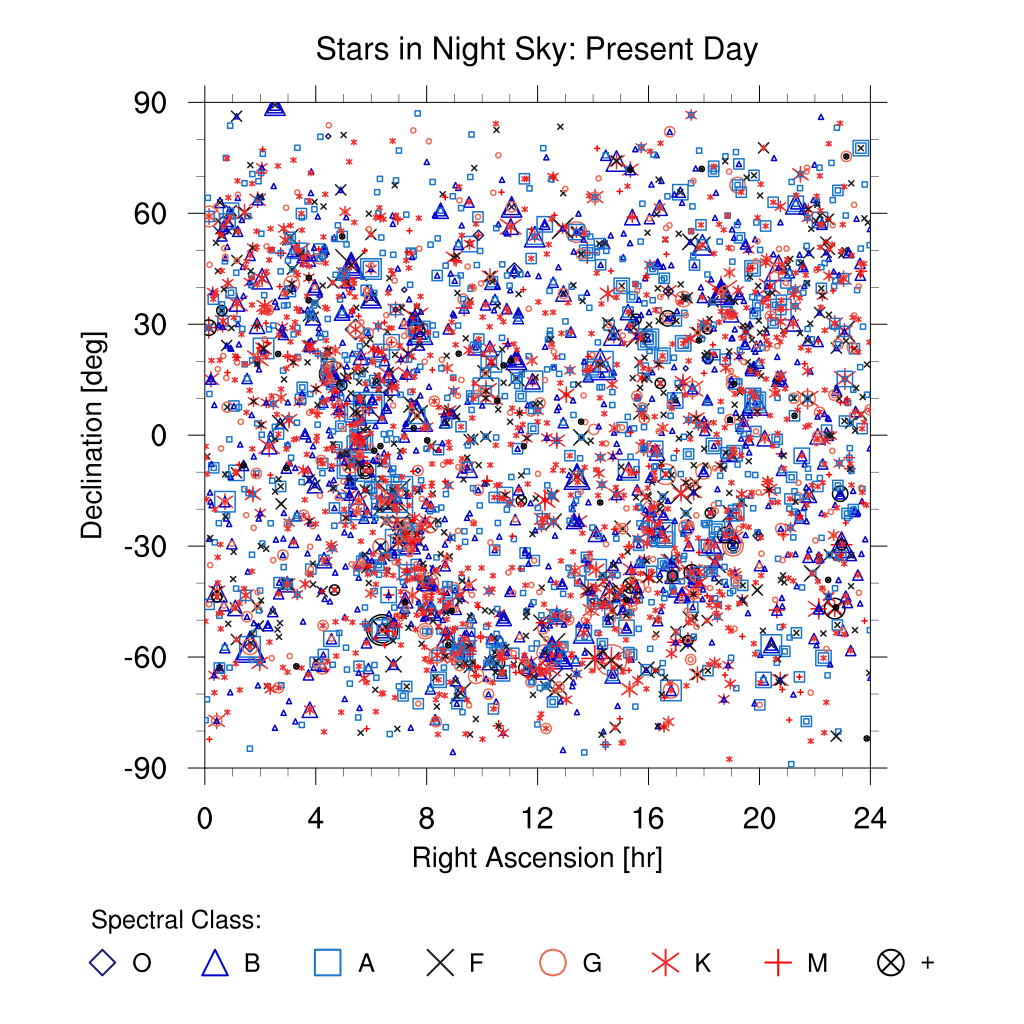 Stars in Night Sky: Present Day
90
60
30
0
-30
-60
-90
Declination [deg]
0 4 8 12 16 20 24
Right Ascension [hr]
Spectral Class:
O B A F G K M +